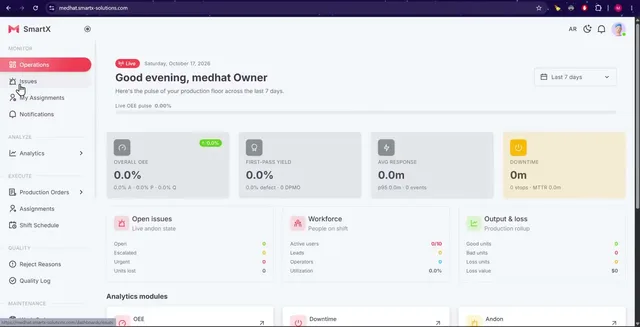 medhat.smartx-solutions.com
SmartX
AR
MONITOR
Operations
Issues
My Assignments
Notifications
ANALYZE
Analytics
EXECUTE
Production Orders
Assignments
Shift Schedule
QUALITY
Reject Reasons
Quality Log
MAINTENANCE
Live
Saturday, October 17, 2026
Good evening, medhat Owner
Here's the pulse of your production floor across the last 7 days.
Last 7 days
Live OEE pulse 0.00%
0.0%
OVERALL OEE
0.0%
0.0% A · 0.0% P · 0.0% Q
FIRST-PASS YIELD
0.0%
0.0% defect · 0 DPMO
AVG RESPONSE
0.0m
p95 0.0m · 0 events
DOWNTIME
0m
0 stops · MTTR 0.0m
Open issues
Live andon state
Open 0
Escalated 0
Urgent 0
Units lost 0
Workforce
People on shift
Active users 0/10
Leads 0
Operators 0
Utilization 0.0%
Output & loss
Production rollup
Good units 0
Bad units 0
Loss units 0
Loss value $0
Analytics modules
OEE
Downtime
Andon
https://medhat.smartx-solutions.com/dashboards/issues